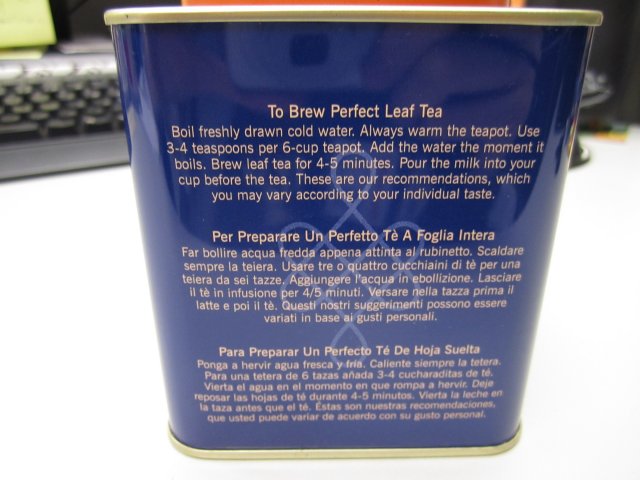 To Brew Perfect Leaf Tea
Boil freshly drawn cold water. Always warm the teapot. Use
3-4 teaspoons per 6-cup teapot. Add the water the moment it
boils. Brew leaf tea for 4-5 minutes. Pour the milk into your
cup before the tea. These are our recommendations, which
you may vary according to your individual taste.
Per Preparare Un Perfetto Tè A Foglia Intera
Far bollire acqua fredda appena attinta al rubinetto. Scaldare
sempre la teiera. Usare tre o quattro cucchiaini di tè per una
teiera da sei tazze. Aggiungere l'acqua in ebollizione. Lasciare
il tè in infusione per 4/5 minuti. Versare nella tazza prima il
latte e poi il tè. Questi nostri suggerimenti possono essere
variati in base ai gusti personali.
Para Preparar Un Perfecto Té De Hoja Suelta
Ponga a hervir agua fresca y fría. Caliente siempre la tetera.
Para una tetera de 6 tazas añada 3-4 cucharaditas de té.
Vierta el agua en el momento en que rompa a hervir. Deje
reposar las hojas de té durante 4-5 minutos. Vierta la leche en
la taza antes que el té. Éstas son nuestras recomendaciones,
que usted puede variar de acuerdo con su gusto personal.